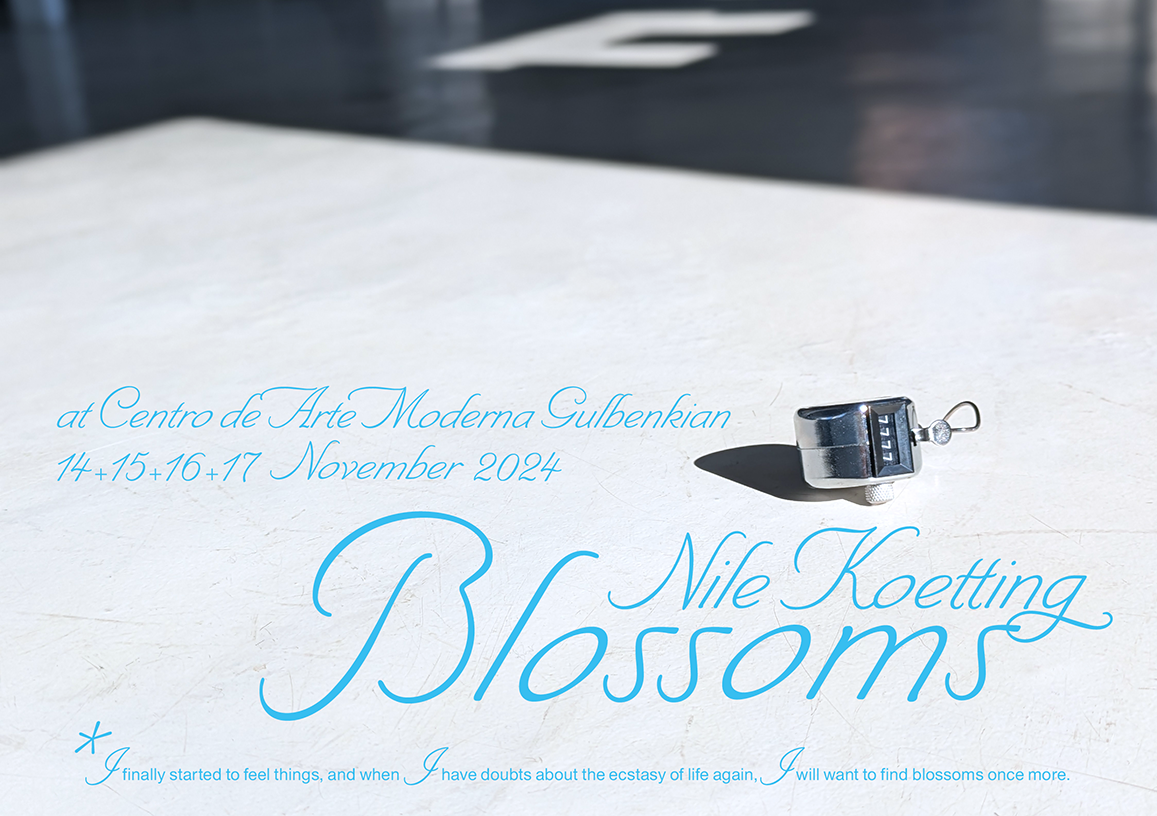 at Centro de Arte Moderna Gulbenkian
14+15+16+17 November 2024
7777
Nile Koetting
Blossoms
*I finally started to feel things, and when I have doubts about the ecstasy of life again, I will want to find blossoms once more.